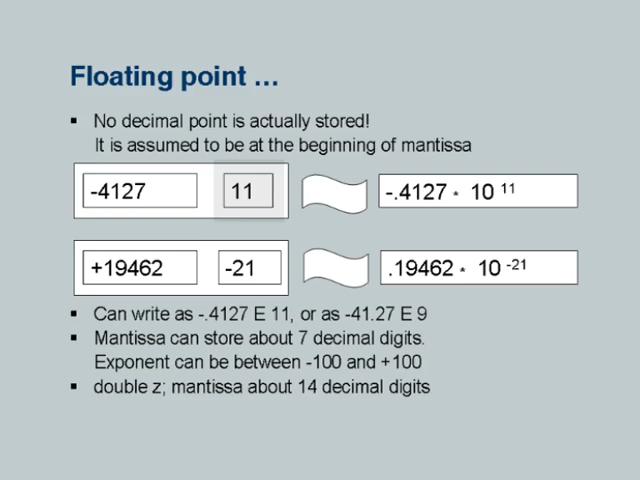 Floating point …
▪ No decimal point is actually stored!
It is assumed to be at the beginning of mantissa
-4127 11 -.4127 * 10 11
+19462 -21 .19462 * 10 -21
▪ Can write as -.4127 E 11, or as -41.27 E 9
▪ Mantissa can store about 7 decimal digits.
Exponent can be between -100 and +100
▪ double z; mantissa about 14 decimal digits